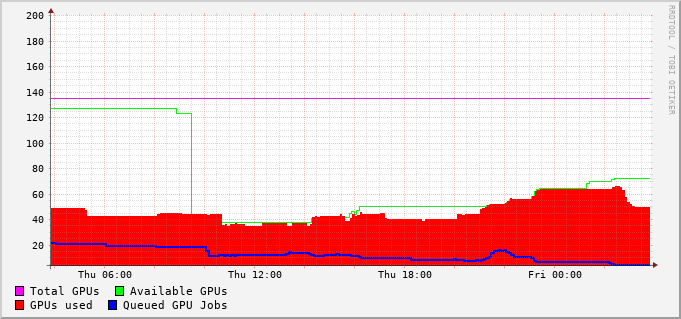 200
180
160
140
120
100
80
60
40
20
Thu 06:00 Thu 12:00 Thu 18:00 Fri 00:00
Total GPUs Available GPUs
GPUs used Queued GPU Jobs
RRDTOOL / TOBI OETIKER